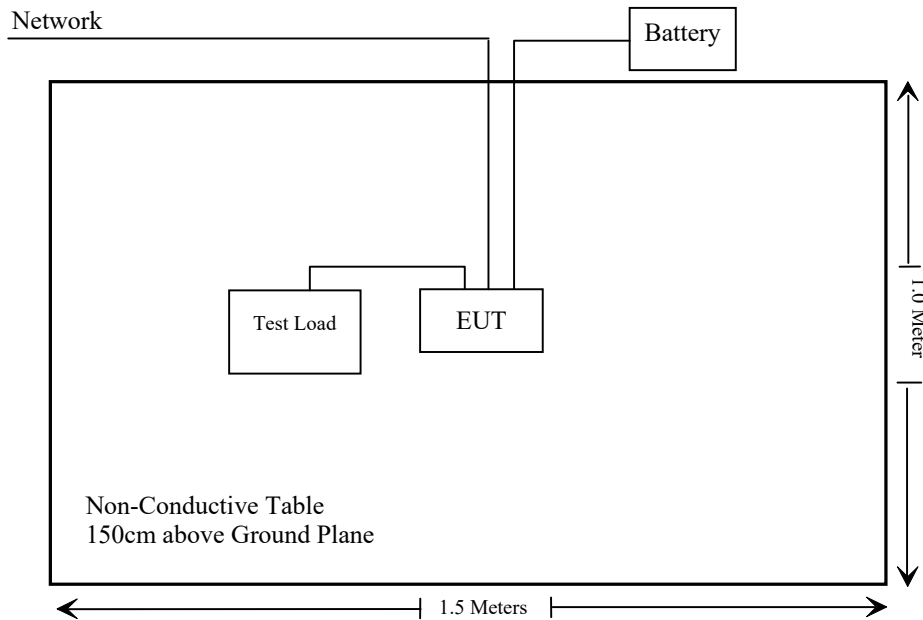 Network
Battery
Test Load
EUT
1.0 Meter
Non-Conductive Table
150cm above Ground Plane
1.5 Meters